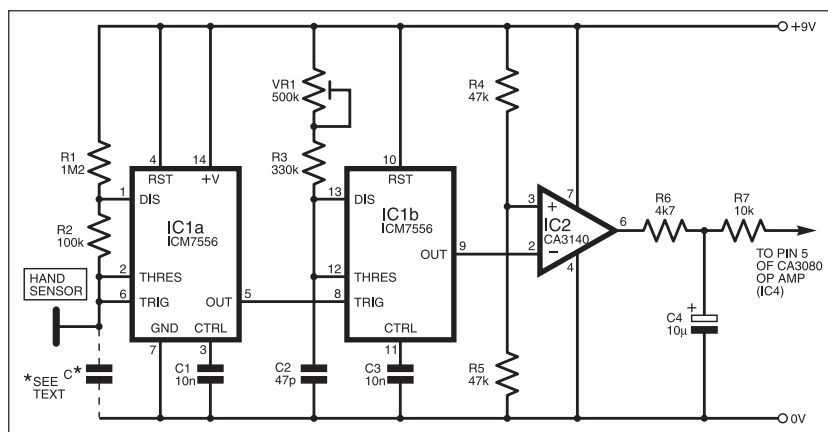 +9V
VR1
500k
R4
47k
R1
1M2
4
14
RST
+V
1
DIS
IC1a
ICM7556
R2
100k
HAND
SENSOR
2
THRES
6
TRIG
OUT
5
GND
CTRL
7
3
*SEE
TEXT
C*
C1
10n
R3
330k
10
RST
13
DIS
IC1b
ICM7556
OUT
9
12
THRES
8
TRIG
CTRL
11
C2
47p
C3
10n
3
+
7
IC2
CA3140
2
–
6
4
R5
47k
R6
4k7
R7
10k
TO PIN 5
OF CA3080
OP AMP
(IC4)
+
C4
10µ
0V